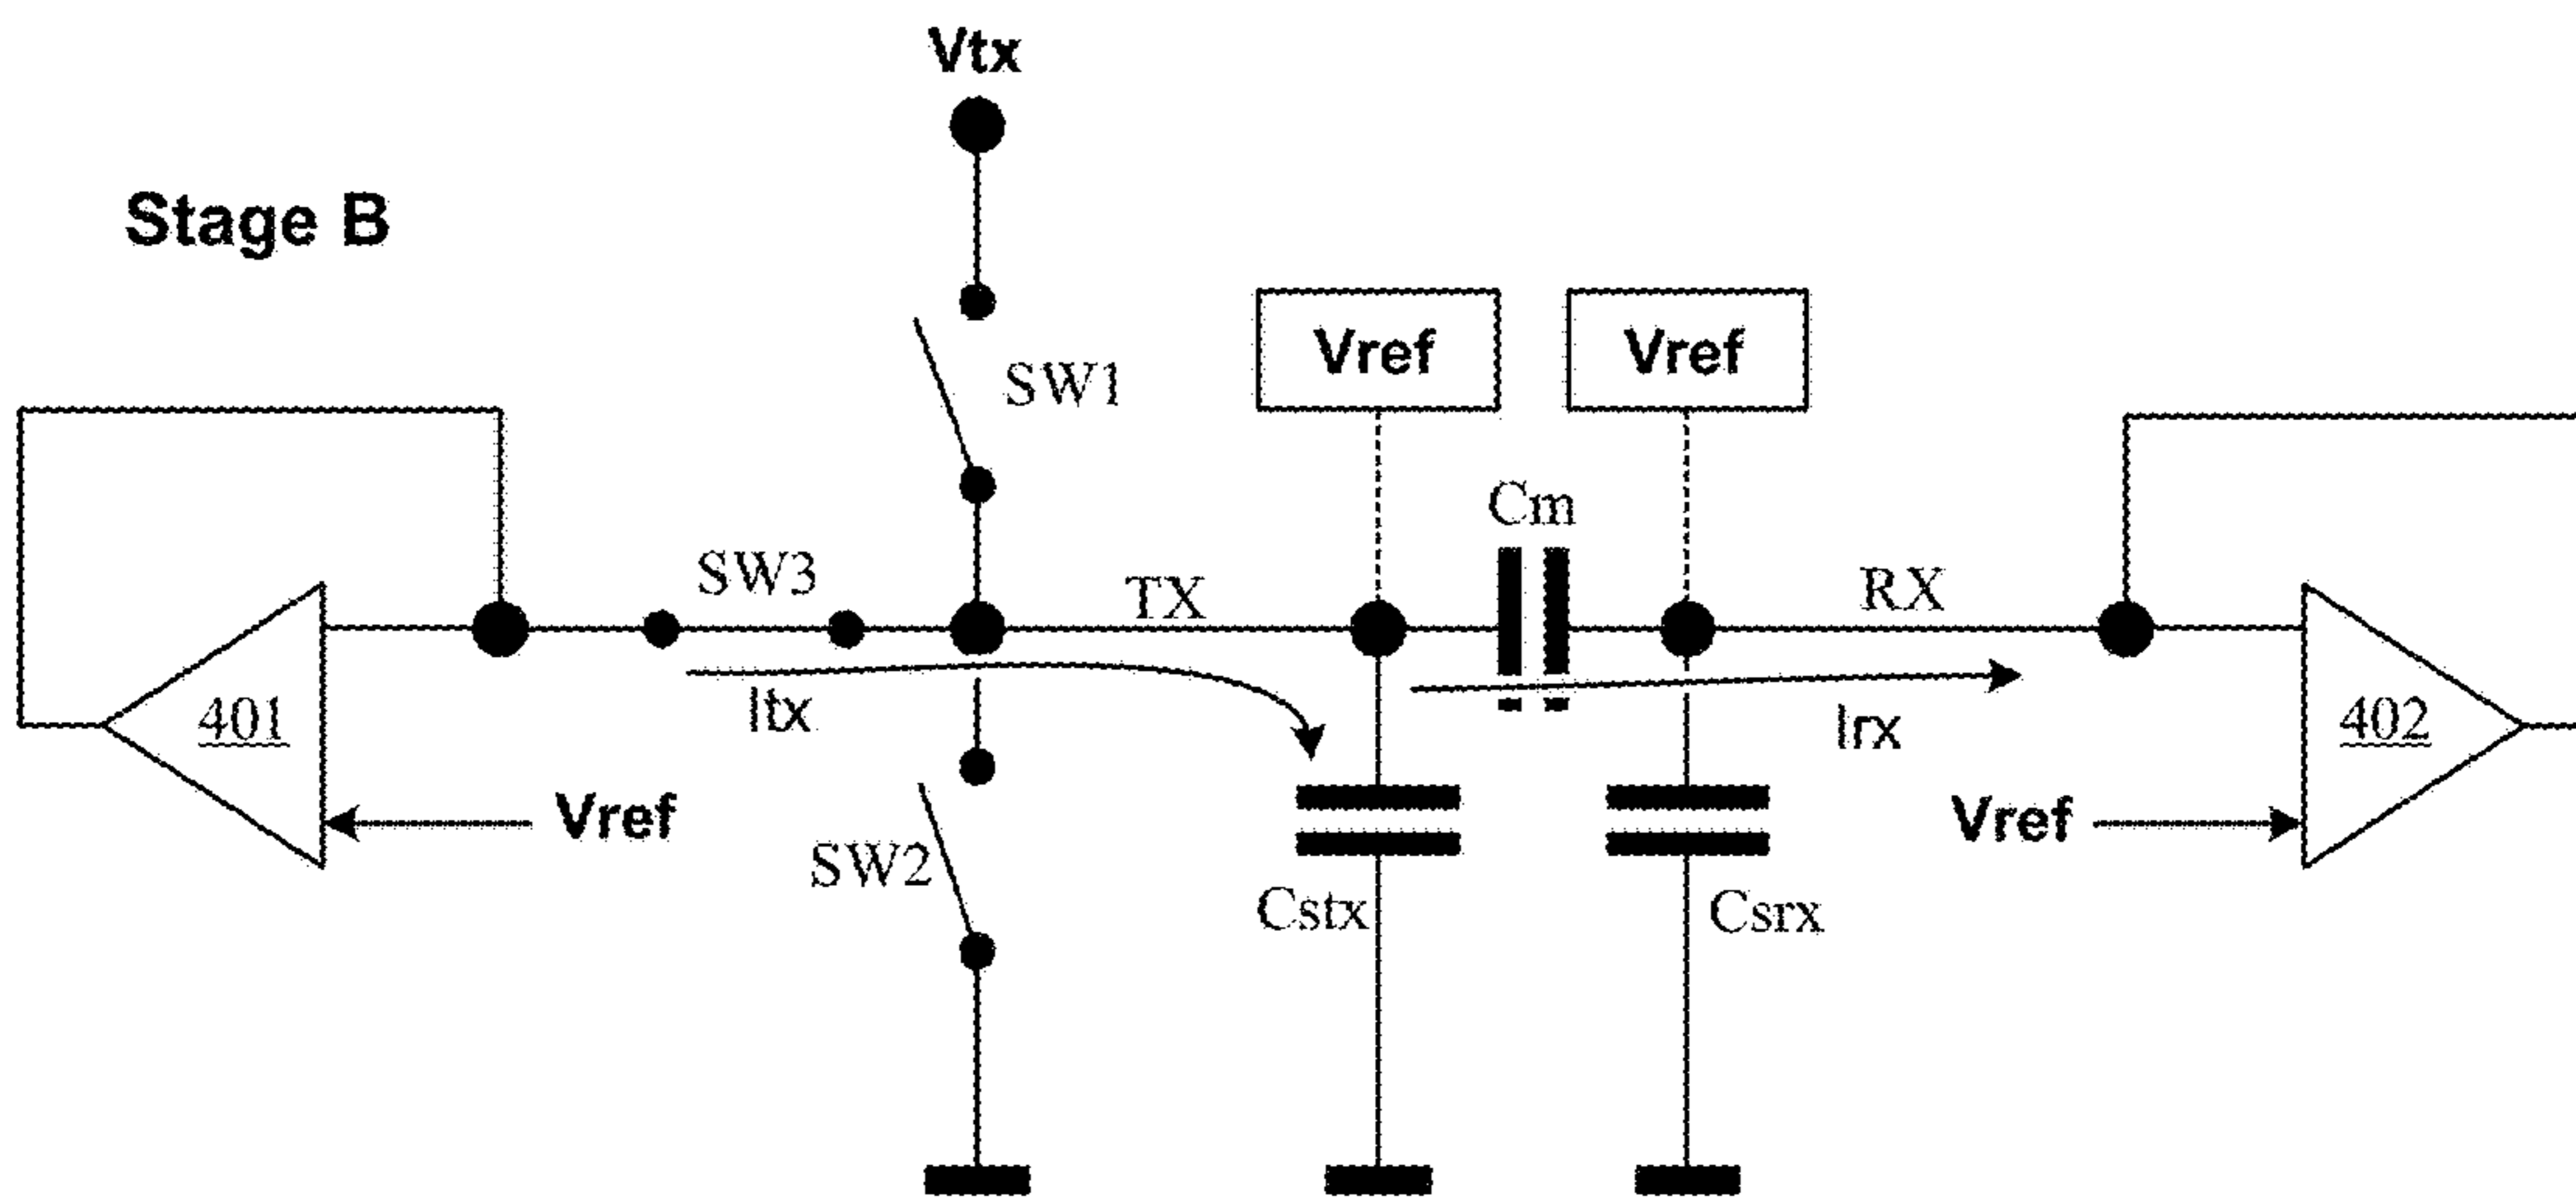 Vtx
Stage B
SW1
Vref
Vref
Cm
SW3
TX
RX
401
Itx
Irx
402
Vref
SW2
Vref
Cstx
Csrx